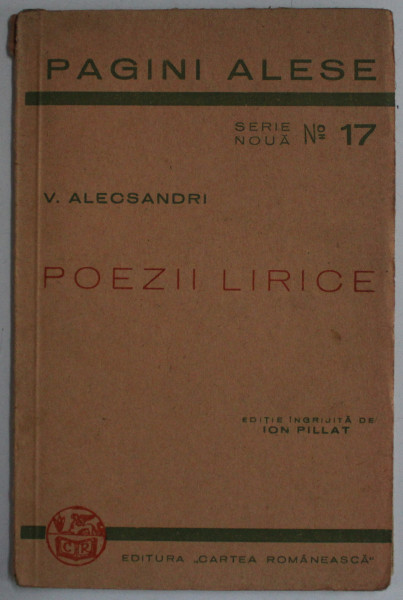 PAGINI ALESE
SERIE
NOUĂ Nº 17
V. ALECSANDRI
POEZII LIRICE
EDIȚIE ÎNGRIJITĂ DE
ION PILLAT
C·R
EDITURA „CARTEA ROMÂNEASCĂ“